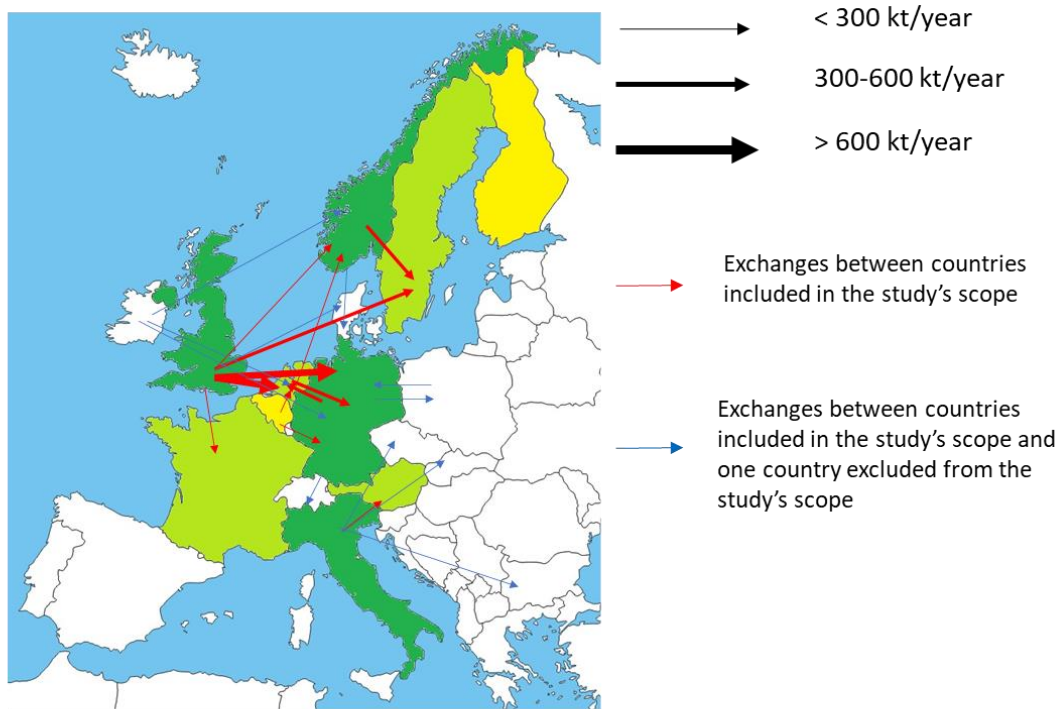 < 300 kt/year
300-600 kt/year
> 600 kt/year
Exchanges between countries
included in the study’s scope
Exchanges between countries
included in the study’s scope and
one country excluded from the
study’s scope